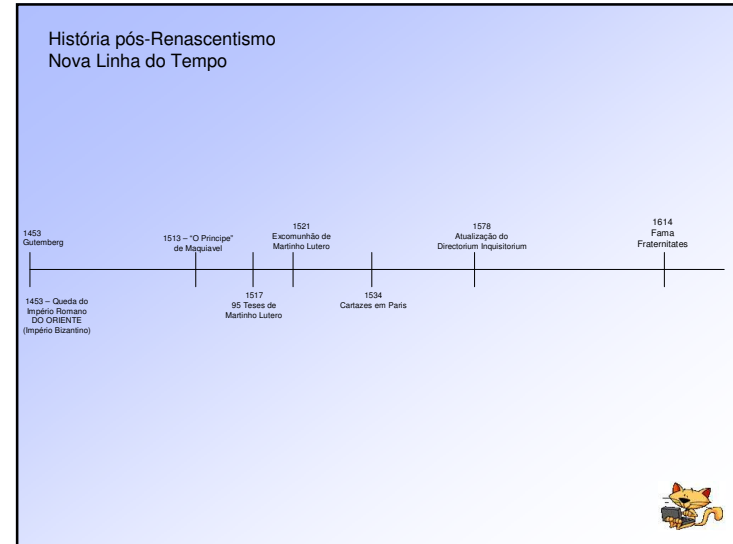 História pós-Renascentismo
Nova Linha do Tempo
1453
Gutemberg
1453 – Queda do
Império Romano
DO ORIENTE
(Império Bizantino)
1513 – “O Principe”
de Maquiavel
1517
95 Teses de
Martinho Lutero
1521
Excomunhão de
Martinho Lutero
1534
Cartazes em Paris
1578
Atualização do
Directorium Inquisitorium
1614
Fama
Fraternitates